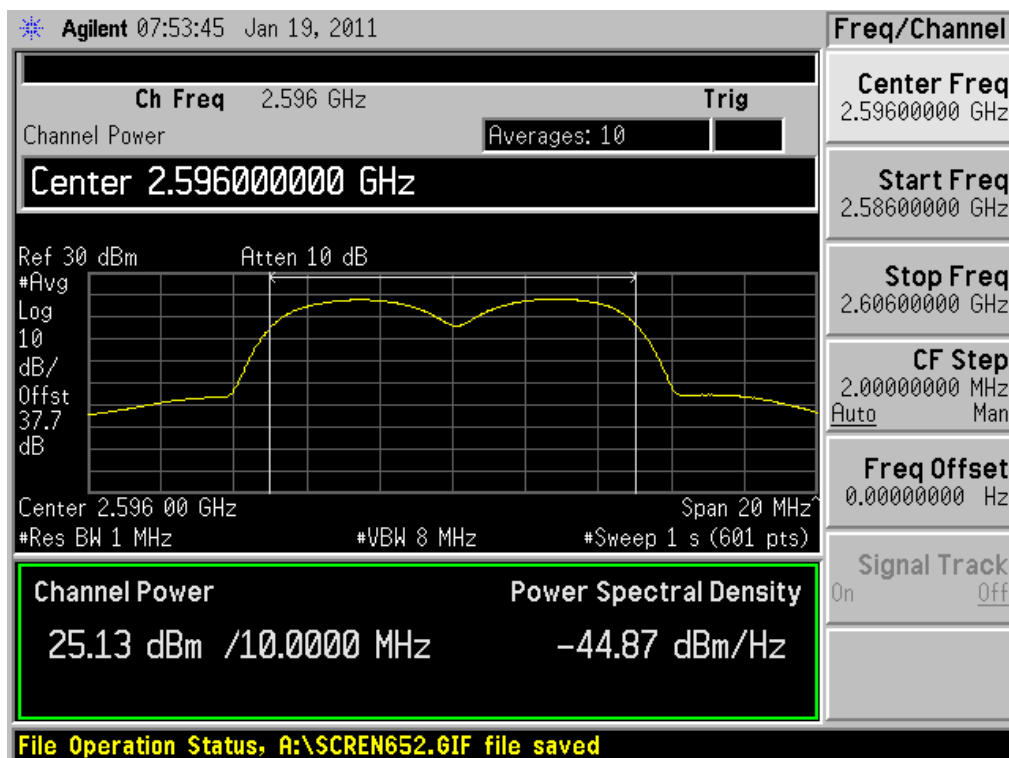 Agilent 07:53:45 Jan 19, 2011
Freq/Channel
Ch Freq 2.596 GHz Trig
Channel Power Averages: 10
Center 2.596000000 GHz
Ref 30 dBm Atten 10 dB
#Avg
Log
10
dB/
Offst
37.7
dB
Center 2.596 00 GHz Span 20 MHz^
#Res BW 1 MHz #VBW 8 MHz #Sweep 1 s (601 pts)
Channel Power Power Spectral Density
25.13 dBm /10.0000 MHz -44.87 dBm/Hz
File Operation Status, A:\SCREN652.GIF file saved
Center Freq
2.59600000 GHz
Start Freq
2.58600000 GHz
Stop Freq
2.60600000 GHz
CF Step
2.00000000 MHz
Auto Man
Freq Offset
0.00000000 Hz
Signal Track
On Off